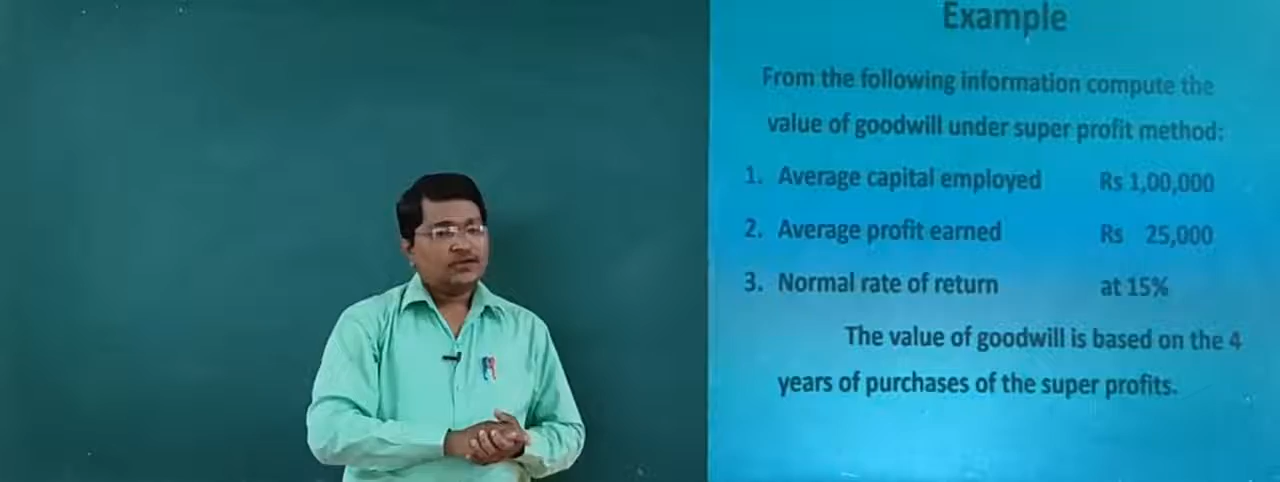 Example
From the following information compute the
value of goodwill under super profit method:
1. Average capital employed Rs 1,00,000
2. Average profit earned Rs 25,000
3. Normal rate of return at 15%
The value of goodwill is based on the 4
years of purchases of the super profits.